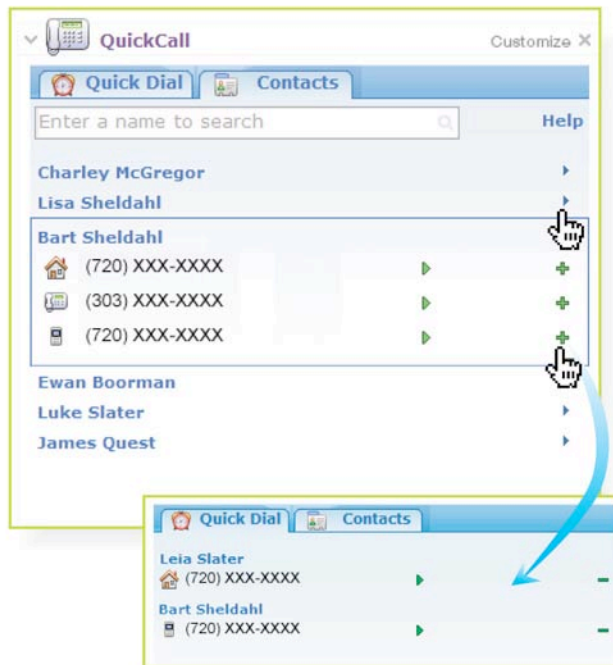 QuickCall Customize
Quick Dial Contacts
Enter a name to search Help
Charley McGregor
Lisa Sheldahl
Bart Sheldahl
(720) XXX-XXXX
(303) XXX-XXXX
(720) XXX-XXXX
Ewan Boorman
Luke Slater
James Quest
Quick Dial Contacts
Leia Slater
(720) XXX-XXXX
Bart Sheldahl
(720) XXX-XXXX